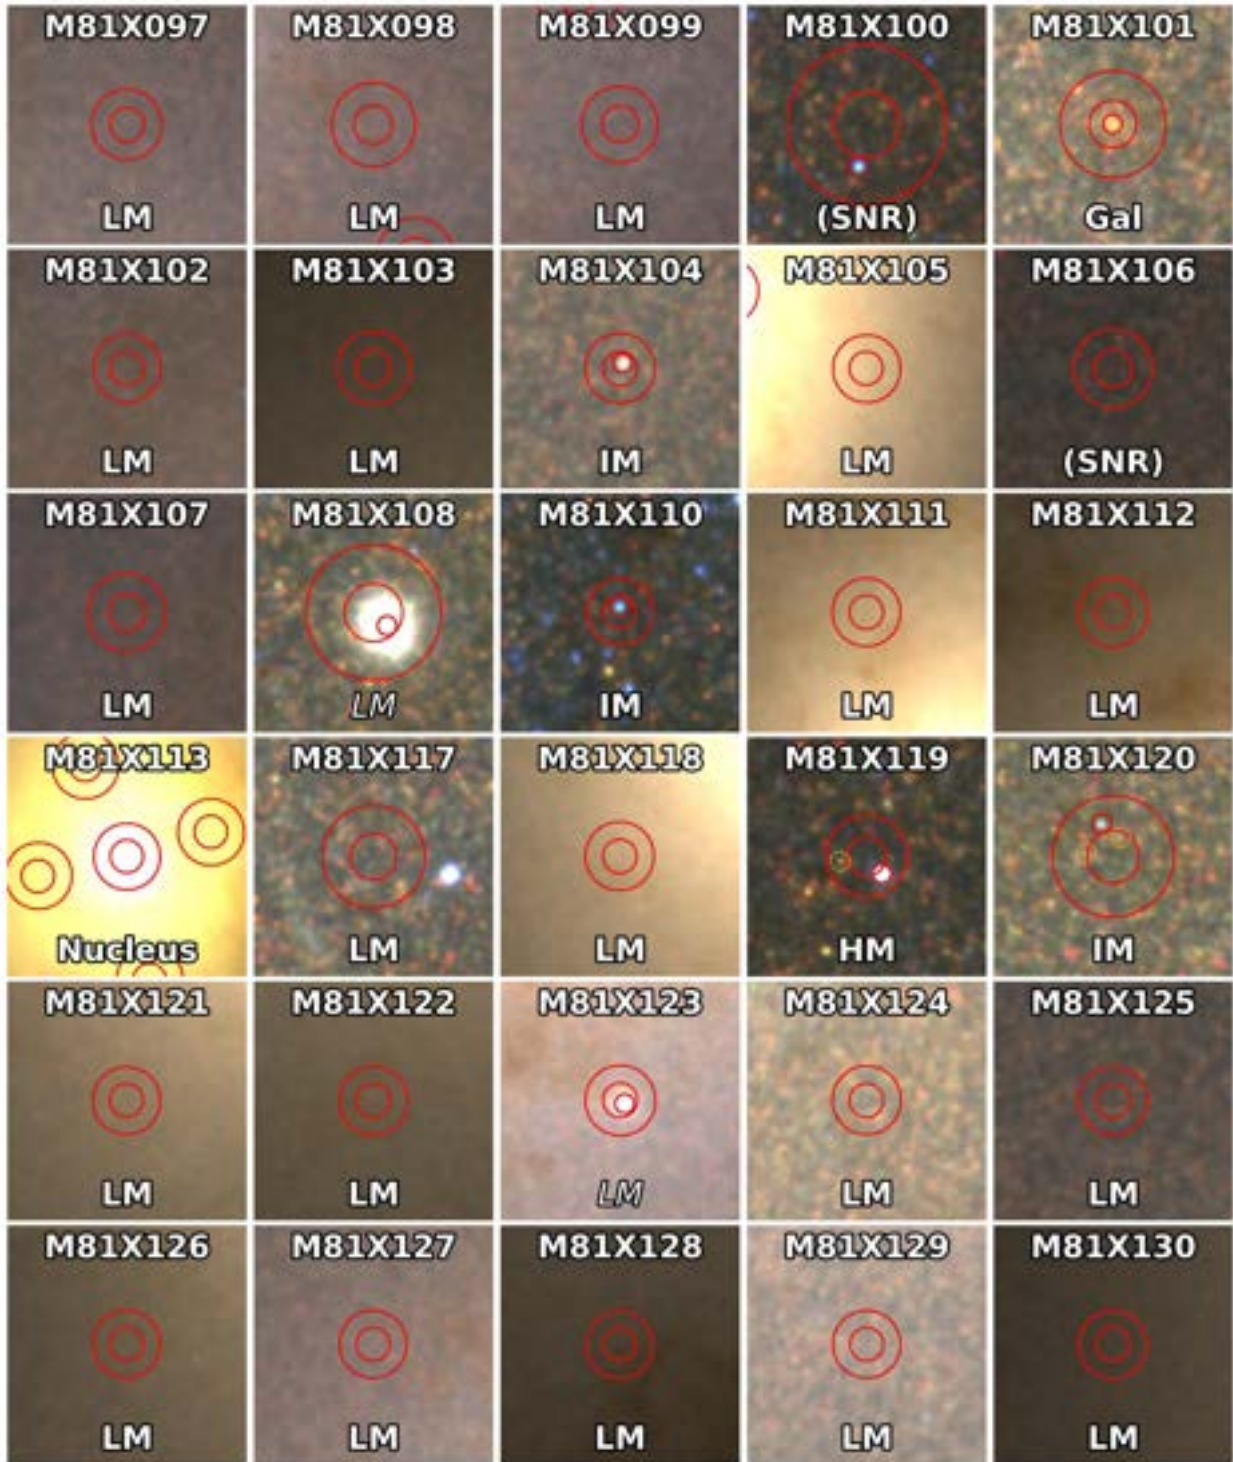 M81X097 M81X098 M81X099 M81X100 M81X101
LM LM LM (SNR) Gal
M81X102 M81X103 M81X104 M81X105 M81X106
LM LM IM LM (SNR)
M81X107 M81X108 M81X110 M81X111 M81X112
LM LM IM LM LM
M81X113 M81X117 M81X118 M81X119 M81X120
Nucleus LM LM HM IM
M81X121 M81X122 M81X123 M81X124 M81X125
LM LM LM LM LM
M81X126 M81X127 M81X128 M81X129 M81X130
LM LM LM LM LM